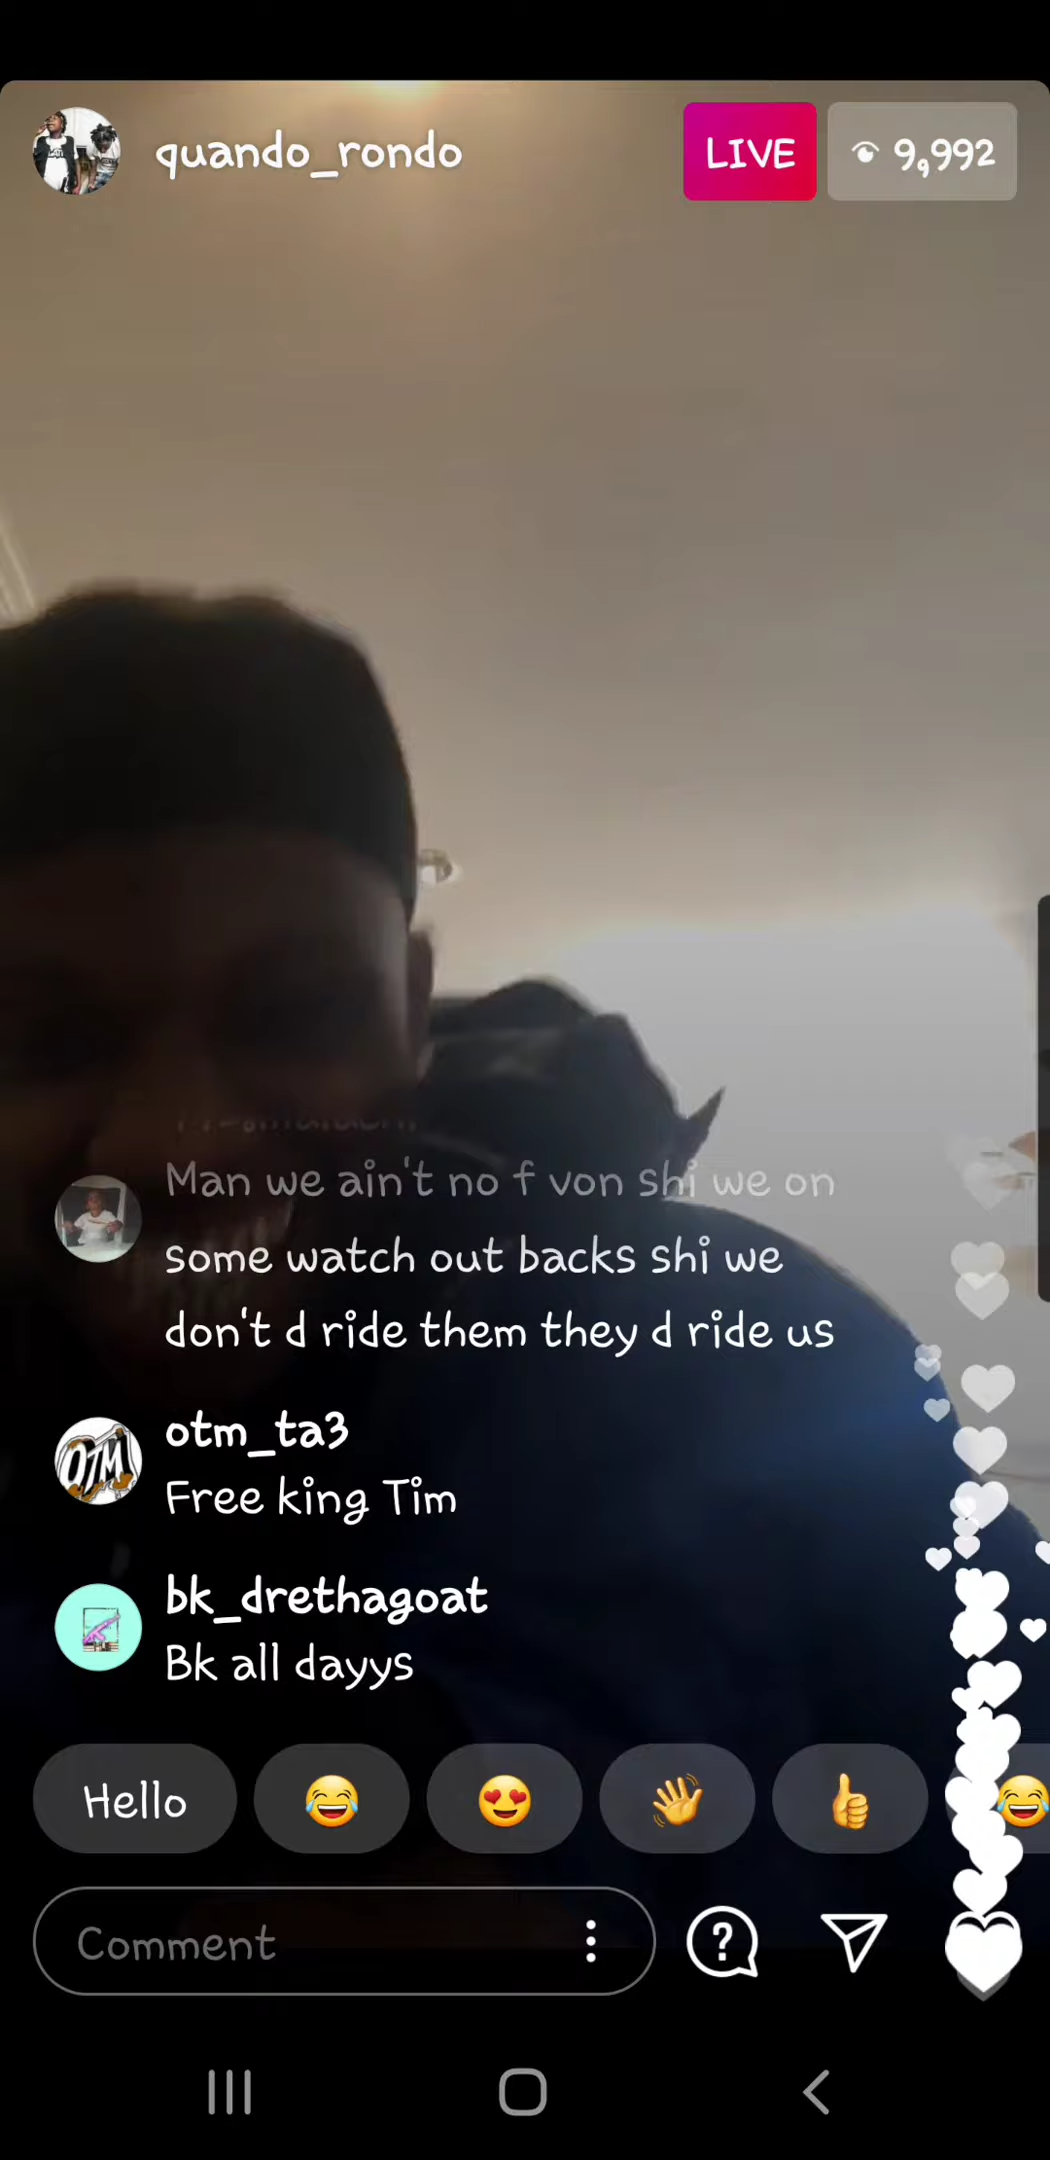 quando_rondo
LIVE
9,992
Man we ain't no f von shi we on
some watch out backs shi we
don't d ride them they d ride us
otm_ta3
OTM
Free king Tim
bk_drethagoat
Bk all dayys
Hello
Comment